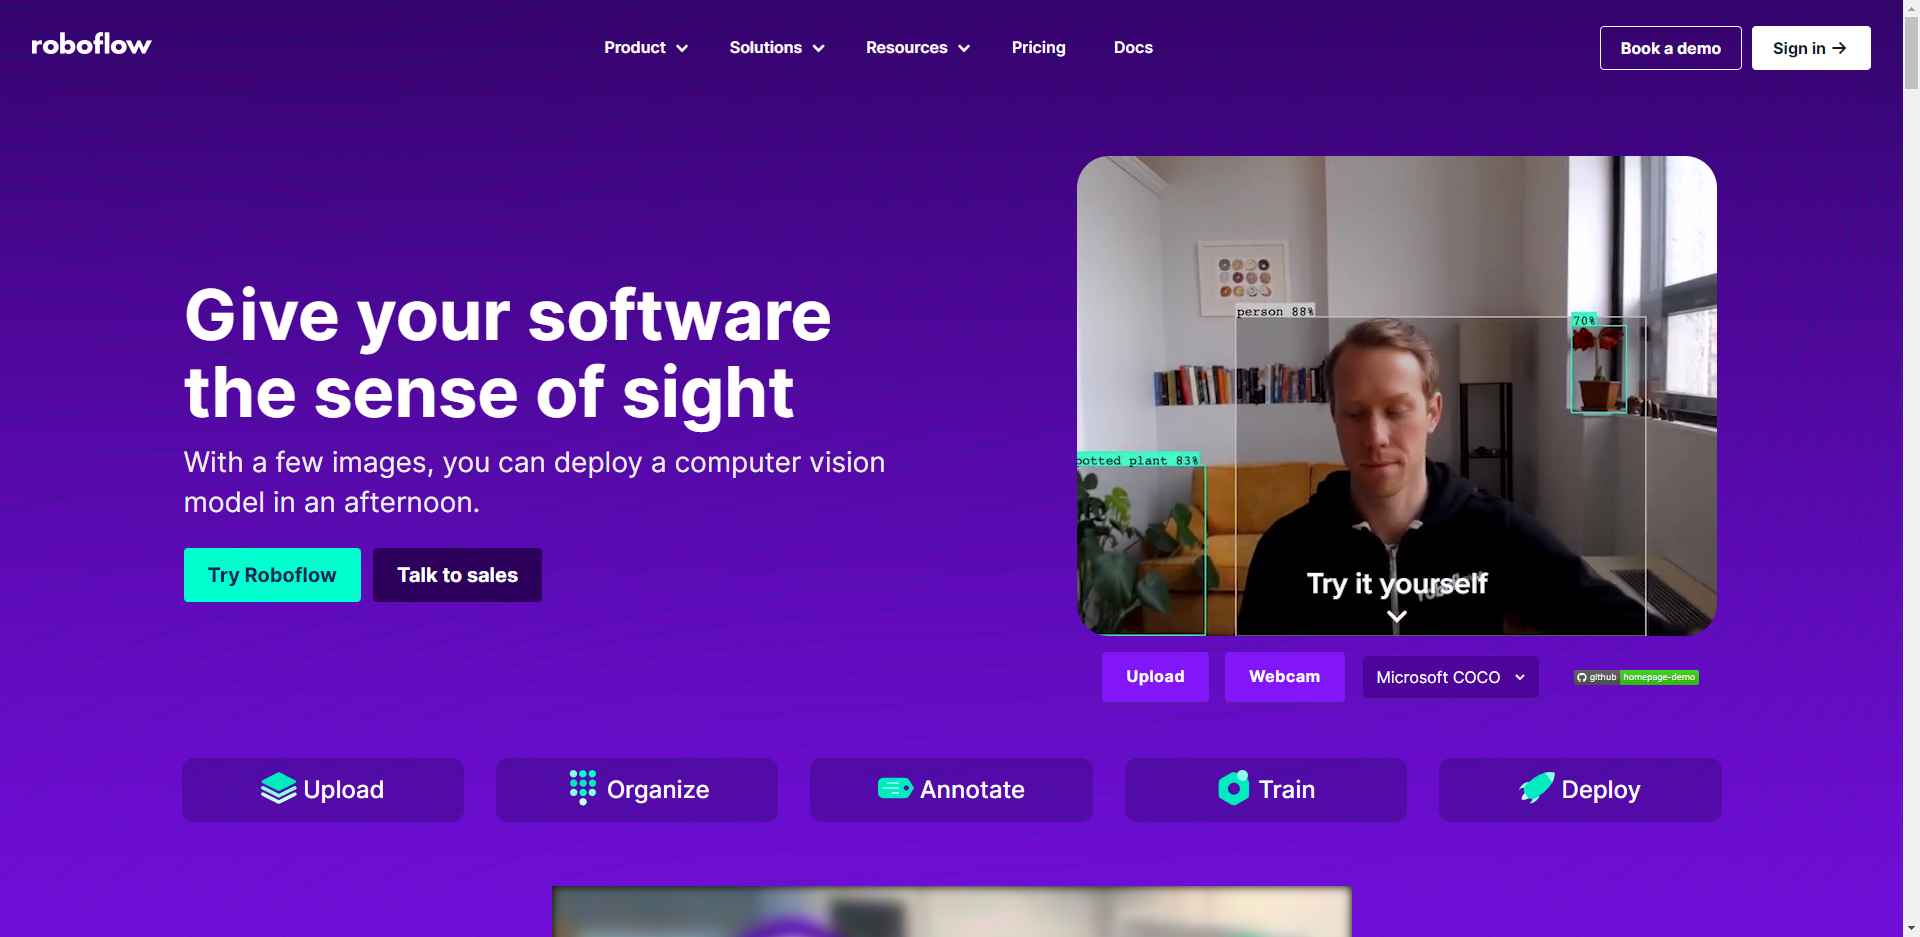 roboflow
Product
Solutions
Resources
Pricing
Docs
Book a demo
Sign in →
Give your software
the sense of sight
With a few images, you can deploy a computer vision
model in an afternoon.
Try Roboflow
Talk to sales
person 88%
70%
potted plant 83%
Try it yourself
Upload
Webcam
Microsoft COCO
github homepage-demo
Upload
Organize
Annotate
Train
Deploy